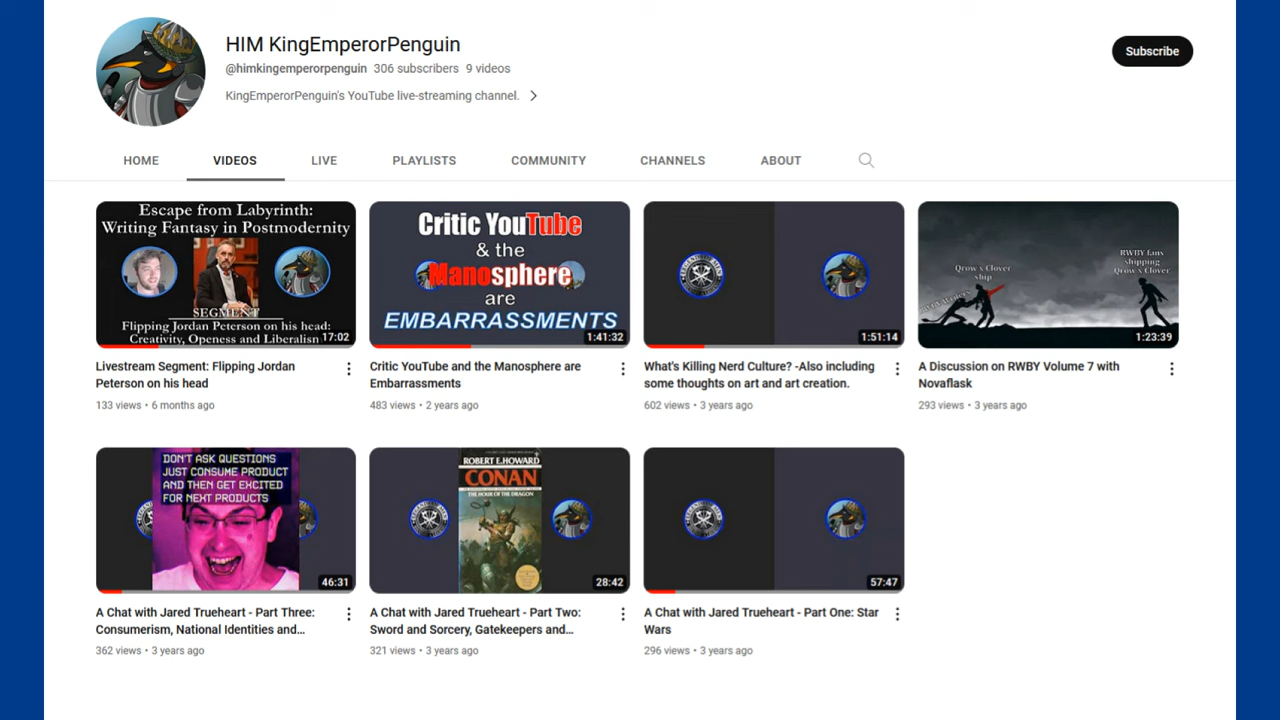 HIM KingEmperorPenguin
@himkingemperorpenguin 306 subscribers 9 videos
KingEmperorPenguin's YouTube live-streaming channel.
Subscribe
HOME VIDEOS LIVE PLAYLISTS COMMUNITY CHANNELS ABOUT
Escape from Labyrinth:
Writing Fantasy in Postmodernity
SEGMENT
Flipping Jordan Peterson on his head:
Creativity, Openness and Liberalism
17:02
Livestream Segment: Flipping Jordan
Peterson on his head
133 views • 6 months ago
Critic YouTube
& the
Manosphere
are
EMBARRASSMENTS
1:41:32
Critic YouTube and the Manosphere are
Embarrassments
483 views • 2 years ago
1:51:14
What's Killing Nerd Culture? -Also including
some thoughts on art and art creation.
602 views • 3 years ago
RWBY fans
shipping
Qrow x Clover
Qrow x Clover
ship
1:23:39
A Discussion on RWBY Volume 7 with
Novaflask
293 views • 3 years ago
DON'T ASK QUESTIONS
JUST CONSUME PRODUCT
AND THEN GET EXCITED
FOR NEXT PRODUCTS
46:31
A Chat with Jared Trueheart - Part Three:
Consumerism, National Identities and...
362 views • 3 years ago
ROBERT E. HOWARD
CONAN
THE HOUR OF THE DRAGON
28:42
A Chat with Jared Trueheart - Part Two:
Sword and Sorcery, Gatekeepers and...
321 views • 3 years ago
57:47
A Chat with Jared Trueheart - Part One: Star
Wars
296 views • 3 years ago